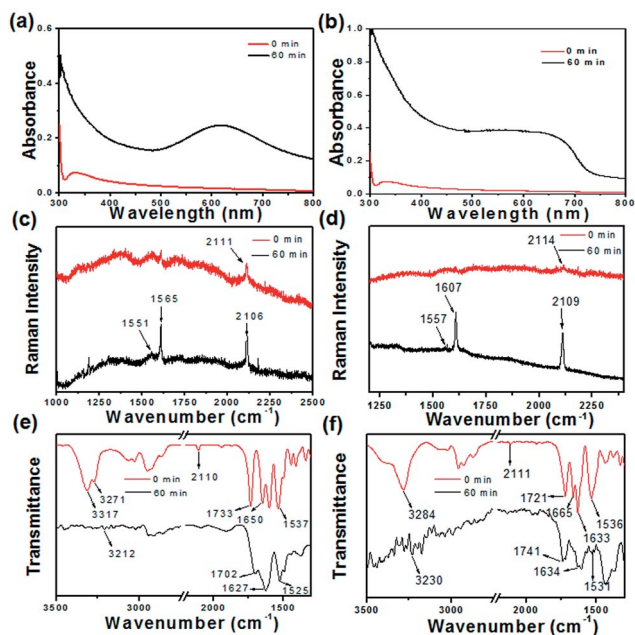 (a)
0.6
0.4
0.2
0.0
Absorbance
0 min
60 min
300 400 500 600 700 800
Wavelength (nm)
(b)
1.0
0.8
0.6
0.4
0.2
0.0
Absorbance
0 min
60 min
300 400 500 600 700 800
Wavelength (nm)
(c)
Raman Intensity
0 min
60 min
2111
1565
1551
2106
1000 1250 1500 1750 2000 2250 2500
Wavenumber (cm-1)
(d)
Raman Intensity
0 min
60 min
2114
1607
1557
2109
1200 1500 1800 2100
Wavenumber (cm-1)
(e)
Transmittance
0 min
60 min
3271
3317
2110
1733
1650
1537
3212
1702
1627
1525
3500 3000 2000 1500
Wavenumber (cm-1)
(f)
Transmittance
0 min
60 min
3284
2111
1721
1665
1633
1536
3230
1741
1634
1531
3500 3000 2000 1500
Wavenumber (cm-1)